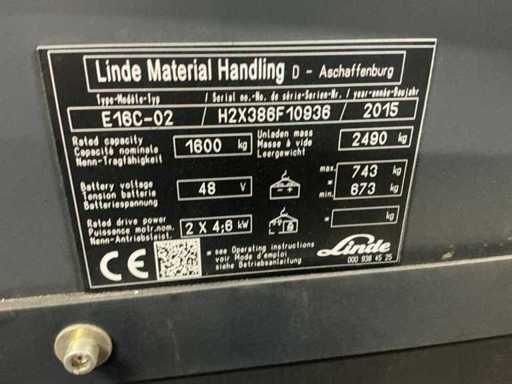 Linde Material Handling D - Aschaffenburg
Type-Modèle-Typ / Serial no.-No. de série-Serien-Nr. / year-année-Baujahr
E16C-02 / H2X386F10936 / 2015
Rated capacity
Capacité nominale
Nenn-Tragfähigkeit
1600 kg
Unladen mass
Masse à vide
Leergewicht
2490 kg
Battery voltage
Tension batterie
Batteriespannung
48 V
max. 743 kg
=
min. 673 kg
Rated drive power
Puissance motr.nom.
Nenn-Antriebsleist.
2 X 4,6 kW
= kg
* see Operating instructions
voir Mode d'emploi
siehe Betriebsanleitung
CE
Linde
000 938 45 25